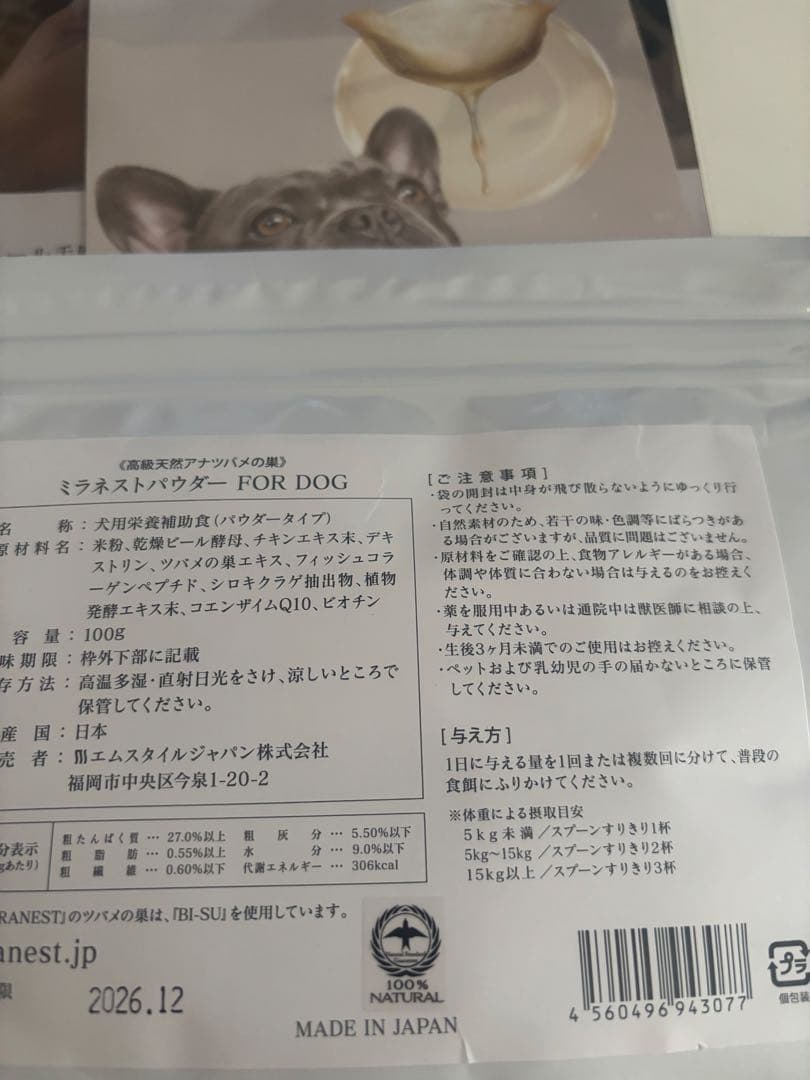 《高級天然アナツバメの巣》
ミラネストパウダー FOR DOG
名 称：犬用栄養補助食(パウダータイプ)
原材料名：米粉、乾燥ビール酵母、チキンエキス末、デキ
ストリン、ツバメの巣エキス、フィッシュコラ
ーゲンペプチド、シロキクラゲ抽出物、植物
発酵エキス末、コエンザイムQ10、ビオチン
容量：100g
味期限：枠外下部に記載
存方法：高温多湿・直射日光をさけ、涼しいところで
保管してください。
産国：日本
売者：エムスタイルジャパン株式会社
福岡市中央区今泉1-20-2
分表示
gあたり)
粗たんぱく質 … 27.0%以上 粗灰分 … 5.50%以下
粗脂肪 … 0.55%以上 水分 … 9.0%以下
粗繊維 … 0.60%以下 代謝エネルギー … 306kcal
RANEST』のツバメの巣は、『BI-SU』を使用しています。
anest.jp
限
2026.12
[ご注意事項]
・袋の開封は中身が飛び散らないようにゆっくり行
ってください。
・自然素材のため、若干の味・色調等にばらつきがあ
る場合がございますが、品質に問題はございません。
・原材料をご確認の上、食物アレルギーがある場合、
体調や体質に合わない場合は与えるのをお控えく
ださい。
・薬を服用中あるいは通院中は獣医師に相談の上、
与えてください。
・生後3ヶ月未満でのご使用はお控えください。
・ペットおよび乳幼児の手の届かないところに保管
してください。
[与え方]
1日に与える量を1回または複数回に分けて、普段の
食餌にふりかけてください。
※体重による摂取目安
5kg未満／スプーンすりきり1杯
5kg~15kg／スプーンすりきり2杯
15kg以上／スプーンすりきり3杯
100%
NATURAL
MADE IN JAPAN
4 560496 943077
プラ
個包装